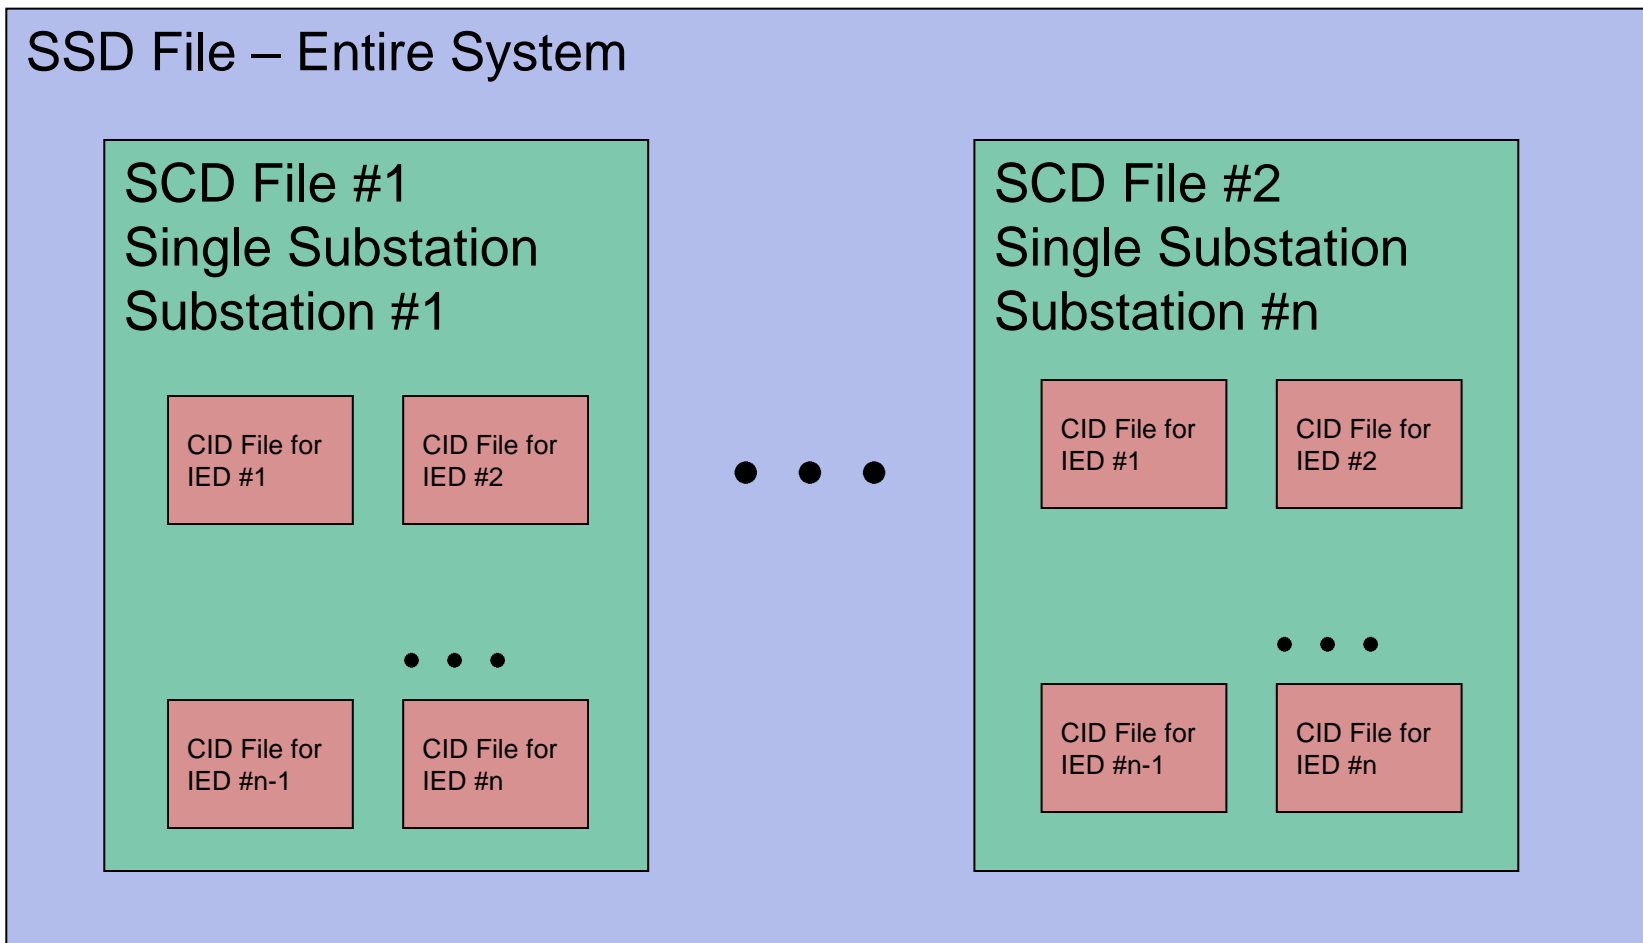 SSD File – Entire System
SCD File #1
Single Substation
Substation #1
CID File for
IED #1
CID File for
IED #2
CID File for
IED #n-1
CID File for
IED #n
SCD File #2
Single Substation
Substation #n
CID File for
IED #1
CID File for
IED #2
CID File for
IED #n-1
CID File for
IED #n